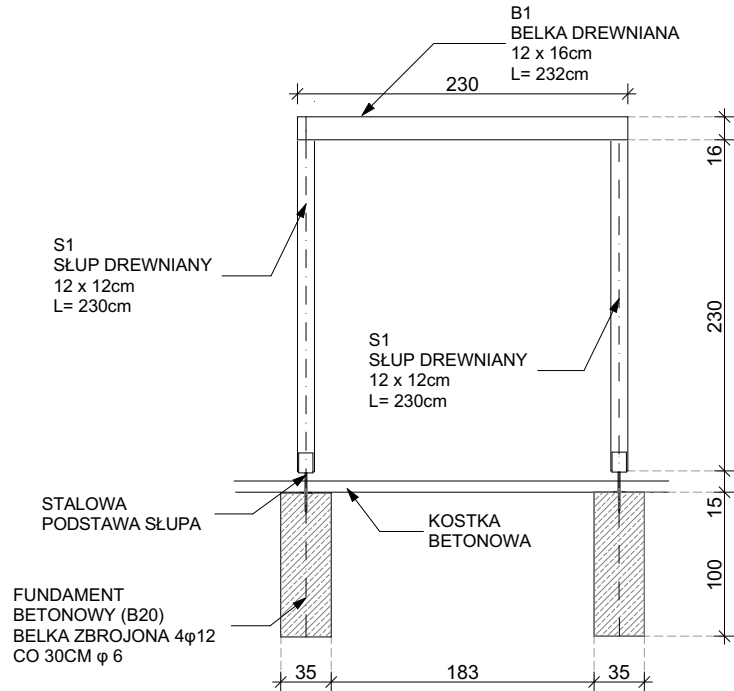 B1
BELKA DREWNIANA
12 x 16cm
L= 232cm
230
16
S1
SŁUP DREWNIANY
12 x 12cm
L= 230cm
230
S1
SŁUP DREWNIANY
12 x 12cm
L= 230cm
STALOWA
PODSTAWA SŁUPA
KOSTKA
BETONOWA
15
100
FUNDAMENT
BETONOWY (B20)
BELKA ZBROJONA 4φ12
CO 30CM φ 6
35
183
35